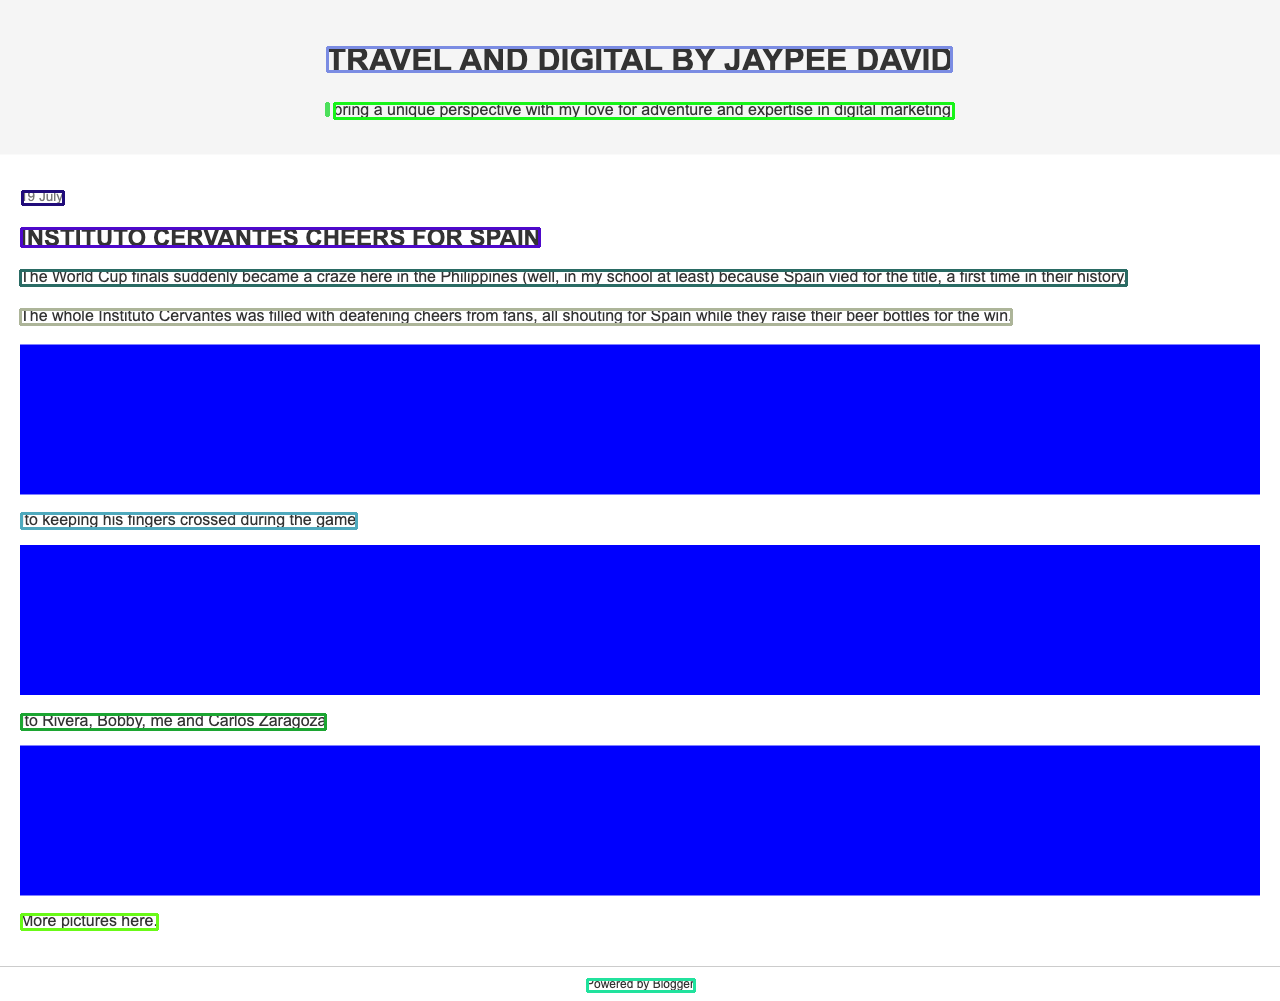 TRAVEL AND DIGITAL BY JAYPEE DAVID
I bring a unique perspective with my love for adventure and expertise in digital marketing.
19 July
INSTITUTO CERVANTES CHEERS FOR SPAIN
The World Cup finals suddenly became a craze here in the Philippines (well, in my school at least) because Spain vied for the title, a first time in their history.
The whole Instituto Cervantes was filled with deafening cheers from fans, all shouting for Spain while they raise their beer bottles for the win.
Ito keeping his fingers crossed during the game
Ito Rivera, Bobby, me and Carlos Zaragoza
More pictures here.
Powered by Blogger